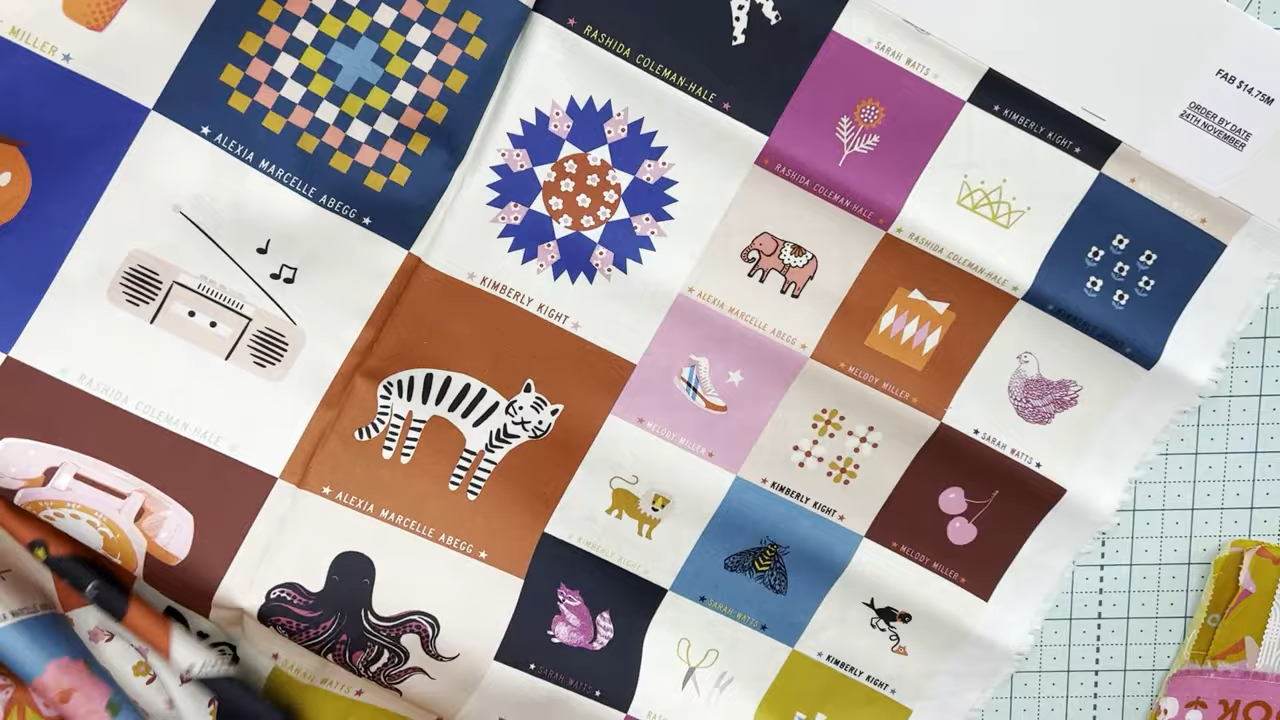 MILLER ★
★ ALEXIA MARCELLE ABEGG ★
★ RASHIDA COLEMAN-HALE ★
★ SARAH WATTS ★
★ KIMBERLY KIGHT ★
FAB $14.75M
ORDER BY DATE
24TH NOVEMBER
★ RASHIDA COLEMAN-HALE ★
★ KIMBERLY KIGHT ★
★ RASHIDA COLEMAN-HALE ★
★ RASHIDA COLEMAN-HALE ★
★ ALEXIA MARCELLE ABEGG ★
★ MELODY MILLER ★
★ SARAH WATTS ★
★ ALEXIA MARCELLE ABEGG ★
★ MELODY MILLER ★
★ KIMBERLY KIGHT ★
★ MELODY MILLER ★
★ KIMBERLY KIGHT ★
★ SARAH WATTS ★
★ KIMBERLY KIGHT ★
★ SARAH WATTS ★
★ SARAH WATTS ★